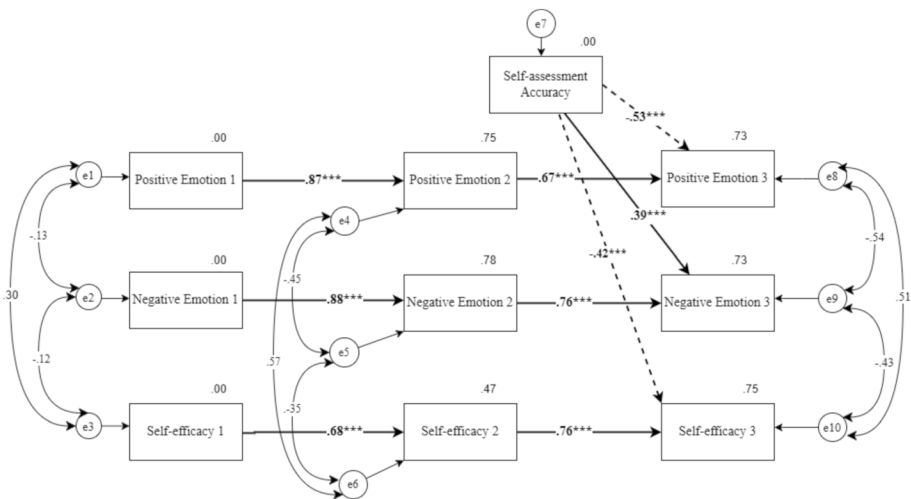 e7
.00
Self-assessment
Accuracy
-.53***
.00
.75
.73
e1
Positive Emotion 1
.87***
Positive Emotion 2
.67***
Positive Emotion 3
e8
e4
.39***
-.13
-.54
.00
-.45
.78
-.42***
.73
.30
e2
Negative Emotion 1
.88***
Negative Emotion 2
.76***
Negative Emotion 3
e9
.51
e5
-.12
.57
-.43
.00
.47
.75
-.35
e3
Self-efficacy 1
.68***
Self-efficacy 2
.76***
Self-efficacy 3
e10
e6